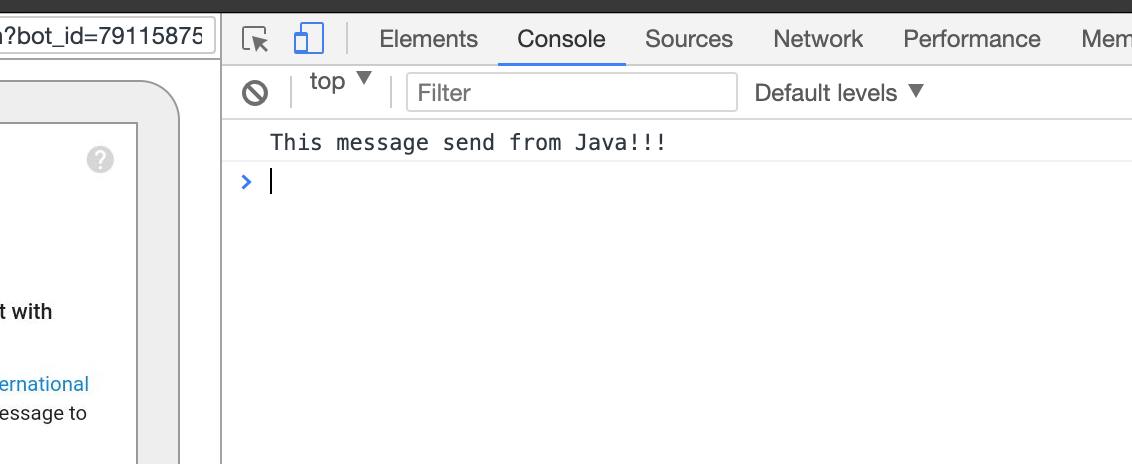 ?bot_id=79115875
Elements Console Sources Network Performance Mem
top Filter Default levels
This message send from Java!!!
?
t with
ernational
essage to